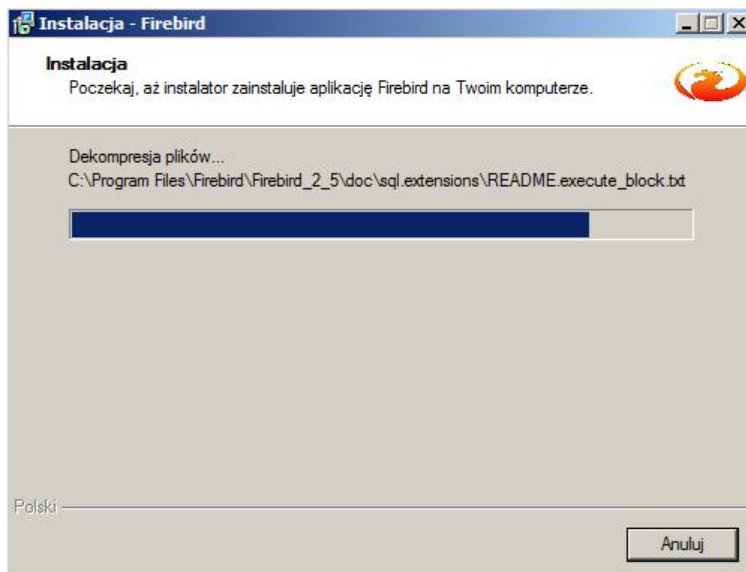 Instalacja - Firebird
Instalacja
Poczekaj, aż instalator zainstaluje aplikację Firebird na Twoim komputerze.
Dekompresja plików...
C:\Program Files\Firebird\Firebird_2_5\doc\sql.extensions\README.execute_block.txt
Polski
Anuluj